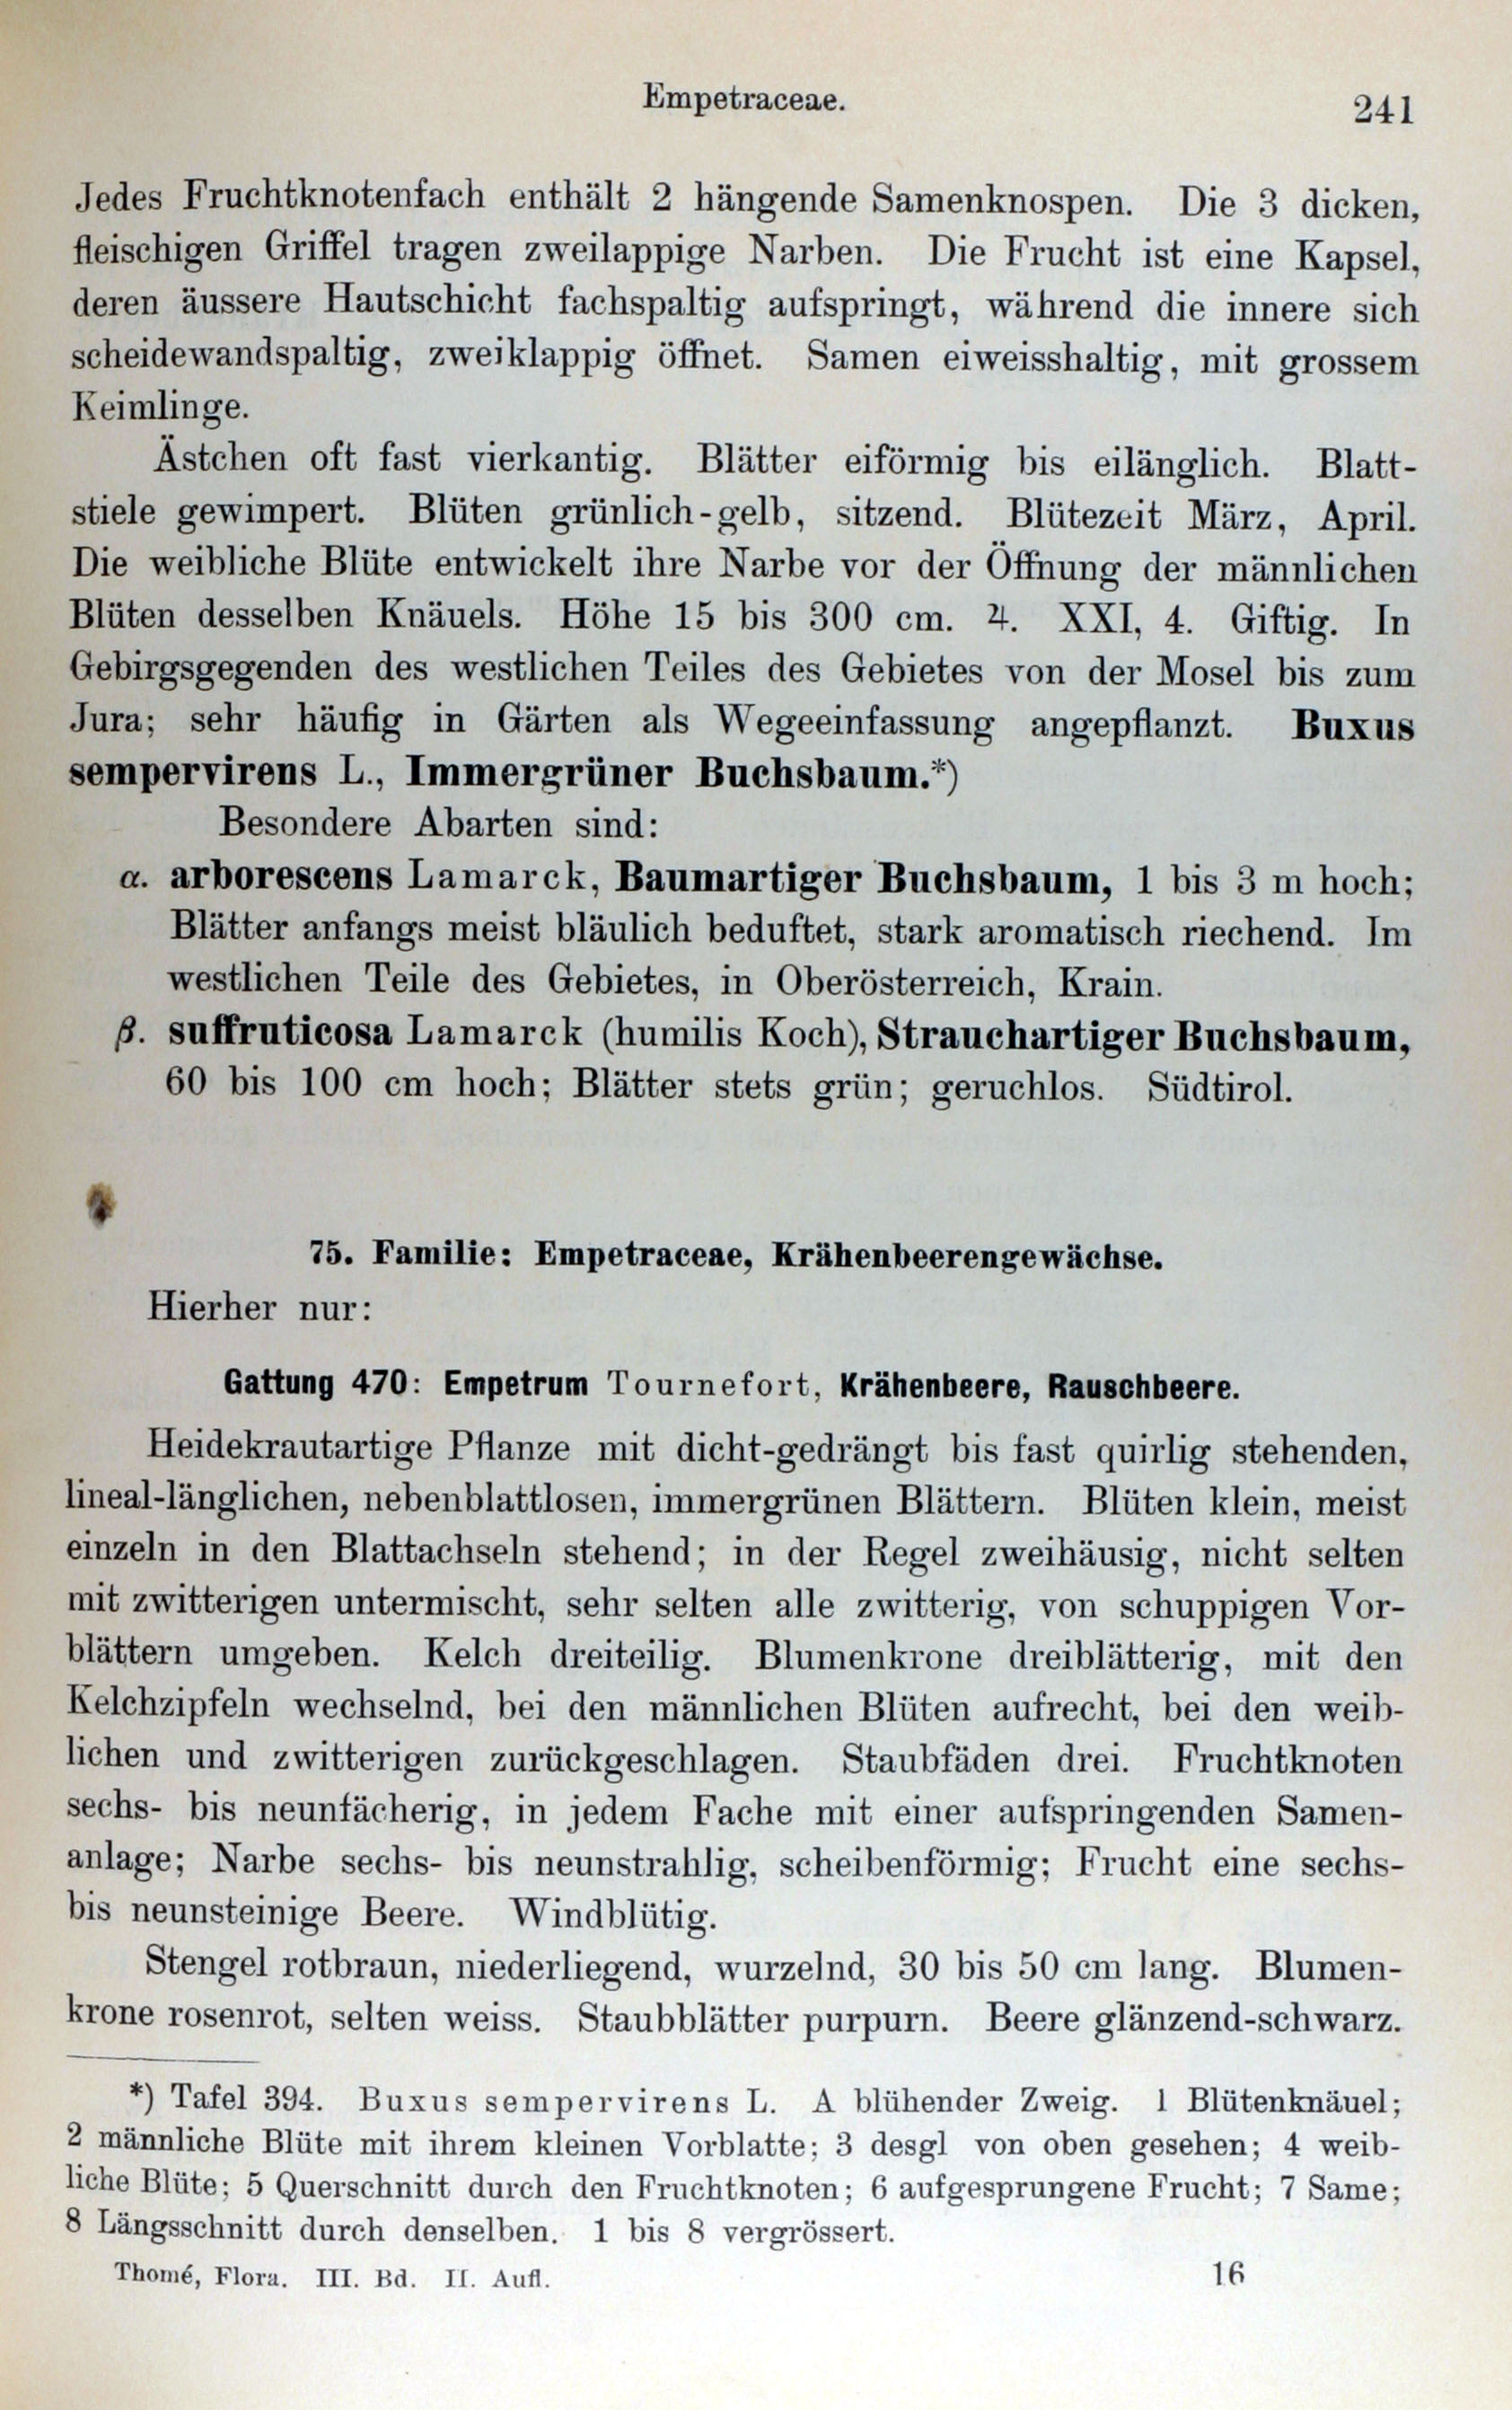 Empetraceae.
241
Jedes Fruchtknotenfach enthält 2 hängende Samenknospen. Die 3 dicken,
fleischigen Griffel tragen zweilappige Narben. Die Frucht ist eine Kapsel,
deren äussere Hautschicht fachspaltig aufspringt, während die innere sich
scheidewandspaltig, zweiklappig öffnet. Samen eiweisshaltig, mit grossem
Keimlinge.
Ästchen oft fast vierkantig. Blätter eiförmig bis eilänglich. Blatt-
stiele gewimpert. Blüten grünlich-gelb, sitzend. Blütezeit März, April.
Die weibliche Blüte entwickelt ihre Narbe vor der Öffnung der männlichen
Blüten desselben Knäuels. Höhe 15 bis 300 cm. ♃. XXI, 4. Giftig. In
Gebirgsgegenden des westlichen Teiles des Gebietes von der Mosel bis zum
Jura; sehr häufig in Gärten als Wegeeinfassung angepflanzt. Buxus
sempervirens L., Immergrüner Buchsbaum.*)
Besondere Abarten sind:
α. arborescens Lamarck, Baumartiger Buchsbaum, 1 bis 3 m hoch;
Blätter anfangs meist bläulich beduftet, stark aromatisch riechend. Im
westlichen Teile des Gebietes, in Oberösterreich, Krain.
β. suffruticosa Lamarck (humilis Koch), Strauchartiger Buchsbaum,
60 bis 100 cm hoch; Blätter stets grün; geruchlos. Südtirol.
75. Familie: Empetraceae, Krähenbeerengewächse.
Hierher nur:
Gattung 470: Empetrum Tournefort, Krähenbeere, Rauschbeere.
Heidekrautartige Pflanze mit dicht-gedrängt bis fast quirlig stehenden,
lineal-länglichen, nebenblattlosen, immergrünen Blättern. Blüten klein, meist
einzeln in den Blattachseln stehend; in der Regel zweihäusig, nicht selten
mit zwitterigen untermischt, sehr selten alle zwitterig, von schuppigen Vor-
blättern umgeben. Kelch dreiteilig. Blumenkrone dreiblätterig, mit den
Kelchzipfeln wechselnd, bei den männlichen Blüten aufrecht, bei den weib-
lichen und zwitterigen zurückgeschlagen. Staubfäden drei. Fruchtknoten
sechs- bis neunfächerig, in jedem Fache mit einer aufspringenden Samen-
anlage; Narbe sechs- bis neunstrahlig, scheibenförmig; Frucht eine sechs-
bis neunsteinige Beere. Windblütig.
Stengel rotbraun, niederliegend, wurzelnd, 30 bis 50 cm lang. Blumen-
krone rosenrot, selten weiss. Staubblätter purpurn. Beere glänzend-schwarz.
*) Tafel 394. Buxus sempervirens L. A blühender Zweig. 1 Blütenknäuel;
2 männliche Blüte mit ihrem kleinen Vorblatte; 3 desgl von oben gesehen; 4 weib-
liche Blüte; 5 Querschnitt durch den Fruchtknoten; 6 aufgesprungene Frucht; 7 Same;
8 Längsschnitt durch denselben. 1 bis 8 vergrössert.
Thomé, Flora. III. Bd. II. Aufl.
16